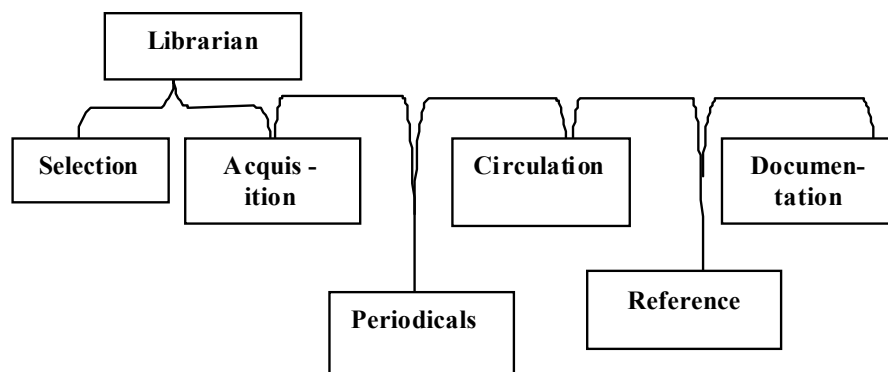 Librarian
Selection
Acquis -
ition
Circulation
Documen-
tation
Periodicals
Reference